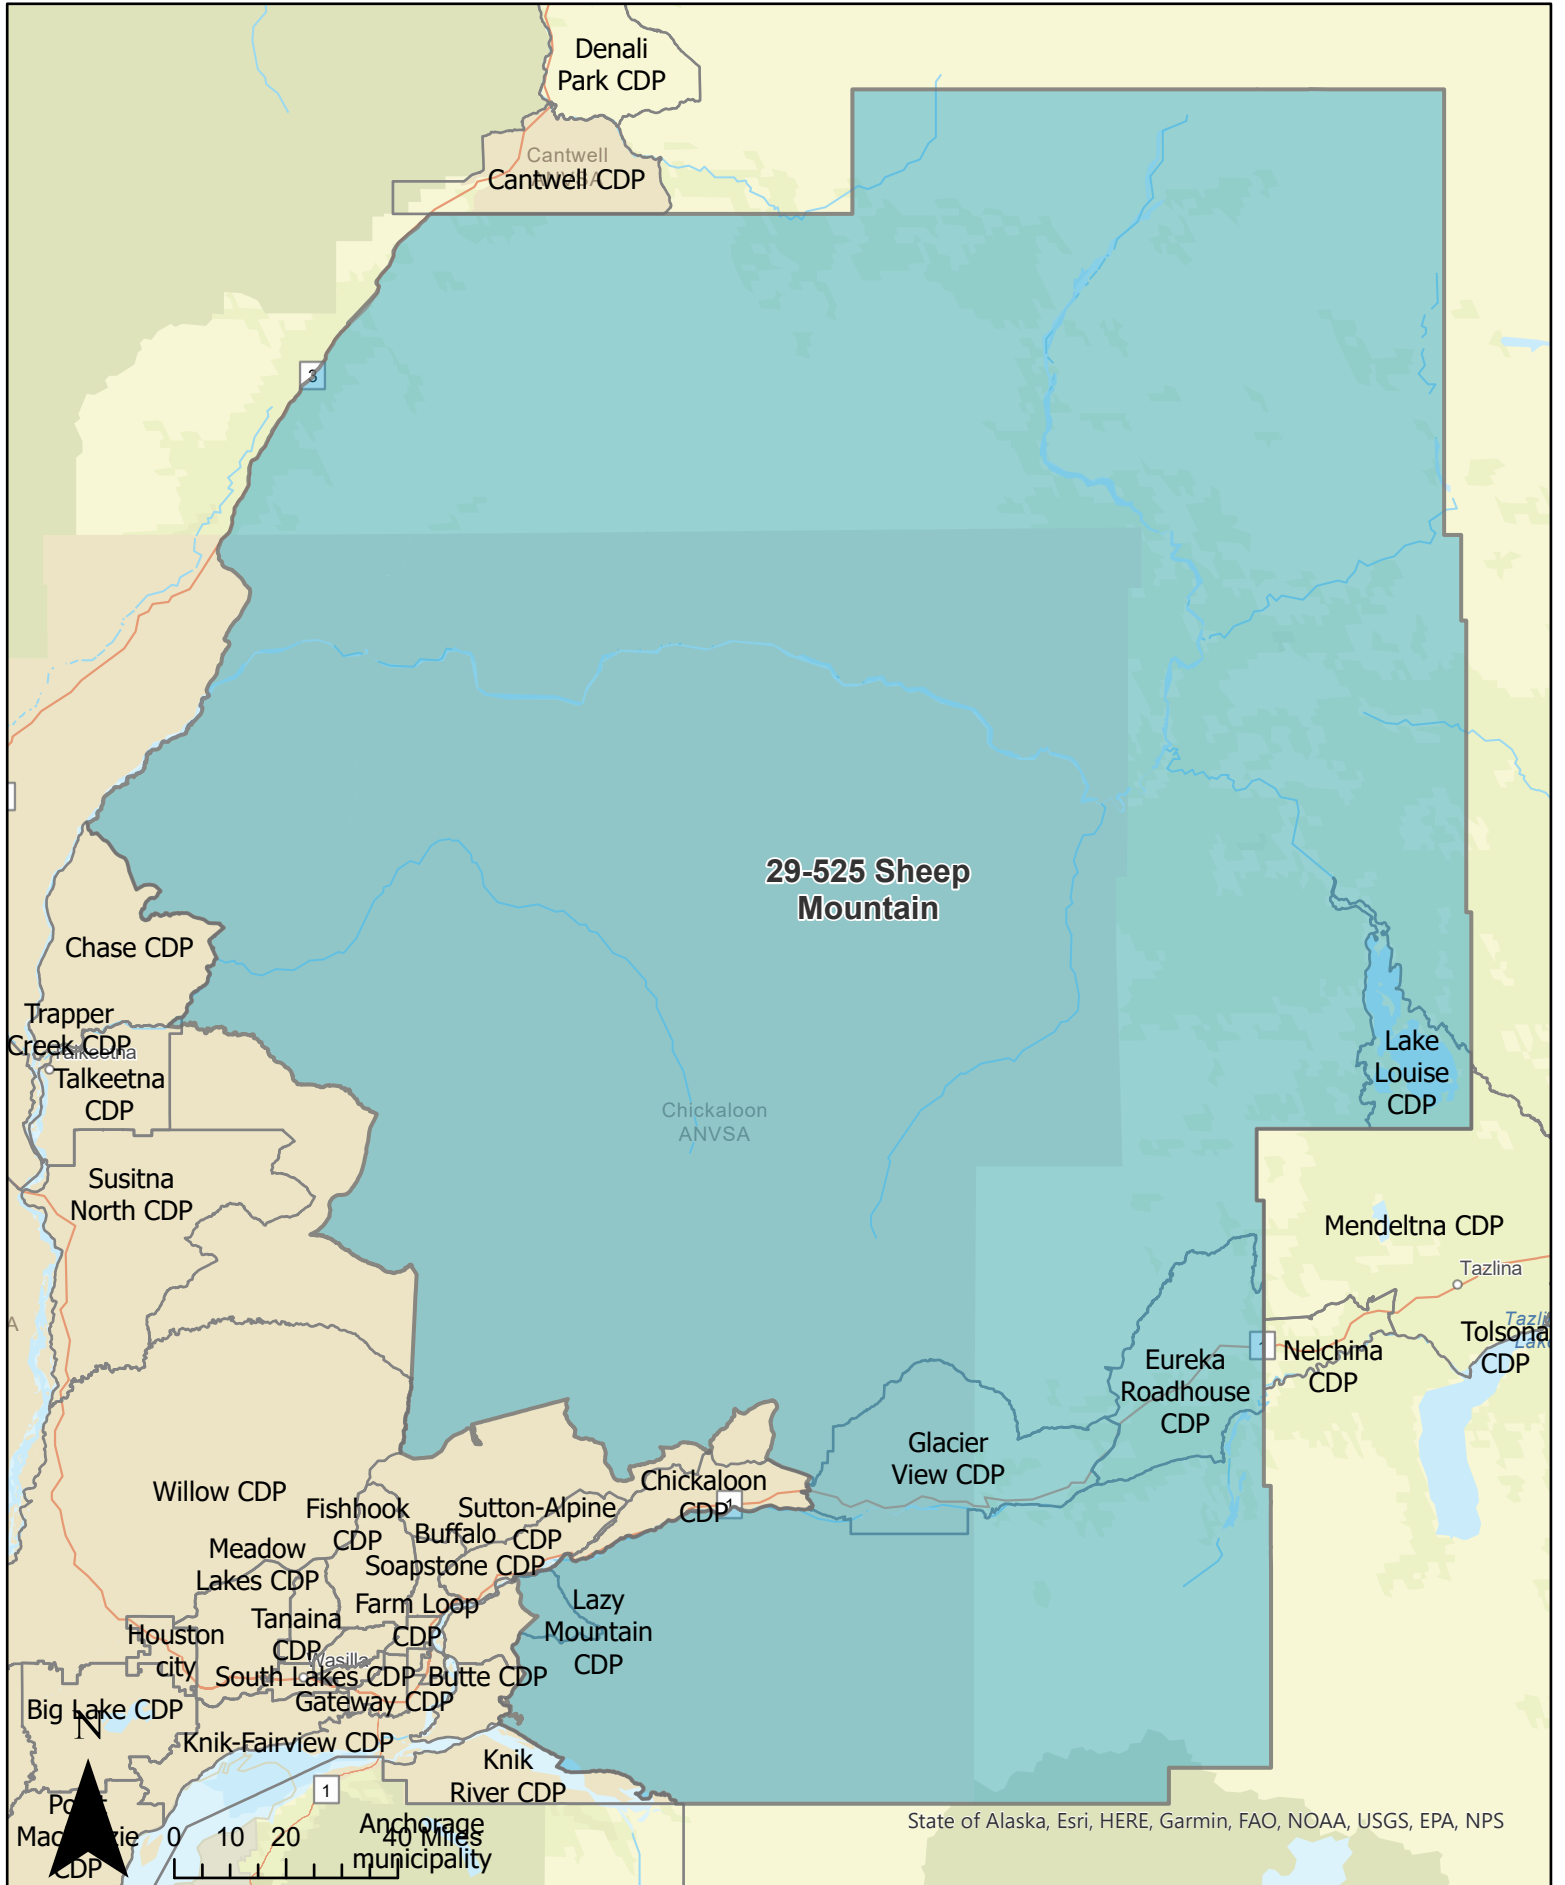 Denali
Park CDP
Cantwell
ANVSA
Cantwell CDP
3
29-525 Sheep
Mountain
Chase CDP
Trapper
Creek CDP
Talkeetna
Talkeetna
CDP
Lake
Louise
CDP
Chickaloon
ANVSA
Susitna
North CDP
Mendeltna CDP
Tazlina
A
Tolsona
CDP
1
Nelchina
CDP
Eureka
Roadhouse
CDP
Glacier
View CDP
Chickaloon
CDP
1
Willow CDP
Fishhook
CDP
Sutton-Alpine
CDP
Buffalo
Soapstone CDP
Meadow
Lakes CDP
Farm Loop
CDP
Tanaina
CDP
Lazy
Mountain
CDP
Houston
city
Wasilla
South Lakes CDP
Butte CDP
Gateway CDP
Big Lake CDP
N
Knik-Fairview CDP
Knik
River CDP
1
CDP
0 10 20 40 Miles
Anchorage
municipality
State of Alaska, Esri, HERE, Garmin, FAO, NOAA, USGS, EPA, NPS